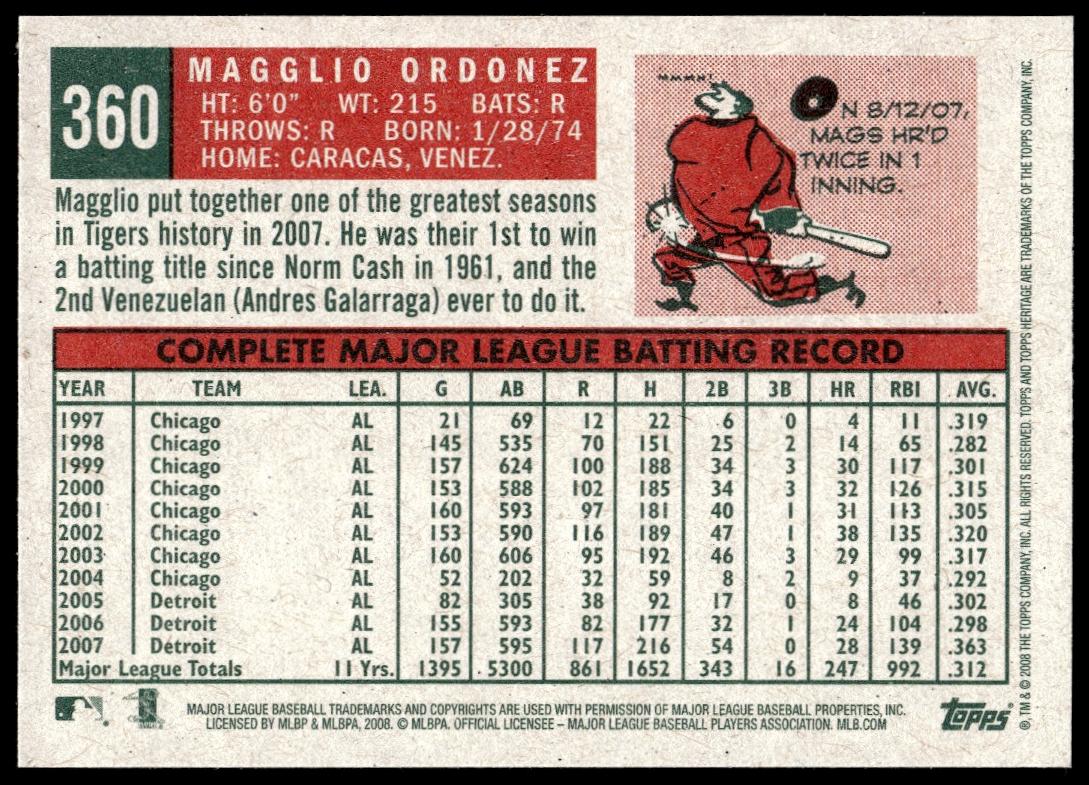 360
MAGGLIO ORDONEZ
HT: 6'0" WT: 215 BATS: R
THROWS: R BORN: 1/28/74
HOME: CARACAS, VENEZ.
Magglio put together one of the greatest seasons
in Tigers history in 2007. He was their 1st to win
a batting title since Norm Cash in 1961, and the
2nd Venezuelan (Andres Galarraga) ever to do it.
MMMM!
ON 8/12/07,
MAGS HR'D
TWICE IN 1
INNING.
COMPLETE MAJOR LEAGUE BATTING RECORD
YEAR TEAM LEA. G AB R H 2B 3B HR RBI AVG.
1997 Chicago AL 21 69 12 22 6 0 4 11 .319
1998 Chicago AL 145 535 70 151 25 2 14 65 .282
1999 Chicago AL 157 624 100 188 34 3 30 117 .301
2000 Chicago AL 153 588 102 185 34 3 32 126 .315
2001 Chicago AL 160 593 97 181 40 1 31 113 .305
2002 Chicago AL 153 590 116 189 47 1 38 135 .320
2003 Chicago AL 160 606 95 192 46 3 29 99 .317
2004 Chicago AL 52 202 32 59 8 2 9 37 .292
2005 Detroit AL 82 305 38 92 17 0 8 46 .302
2006 Detroit AL 155 593 82 177 32 1 24 104 .298
2007 Detroit AL 157 595 117 216 54 0 28 139 .363
Major League Totals 11 Yrs. 1395 5300 861 1652 343 16 247 992 .312
MAJOR LEAGUE BASEBALL TRADEMARKS AND COPYRIGHTS ARE USED WITH PERMISSION OF MAJOR LEAGUE BASEBALL PROPERTIES, INC.
LICENSED BY MLBP & MLBPA, 2008. © MLBPA. OFFICIAL LICENSEE – MAJOR LEAGUE BASEBALL PLAYERS ASSOCIATION. MLB.COM
topps
®, TM & © 2008 THE TOPPS COMPANY, INC. ALL RIGHTS RESERVED. TOPPS AND TOPPS HERITAGE ARE TRADEMARKS OF THE TOPPS COMPANY, INC.